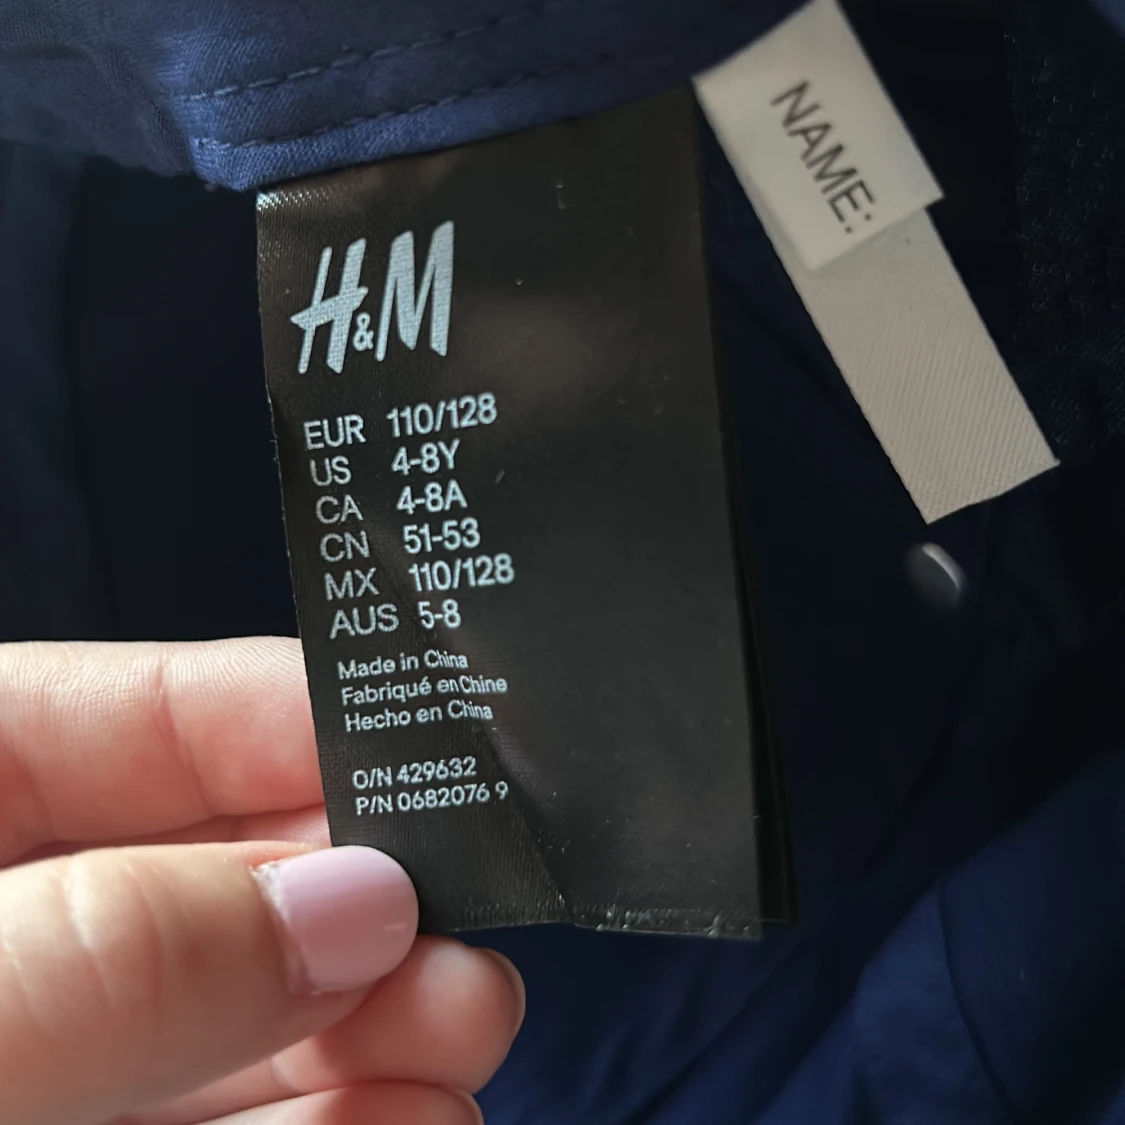 H&M
EUR 110/128
US 4-8Y
CA 4-8A
CN 51-53
MX 110/128
AUS 5-8
Made in China
Fabriqué en Chine
Hecho en China
O/N 429632
P/N 0682076 9
NAME: